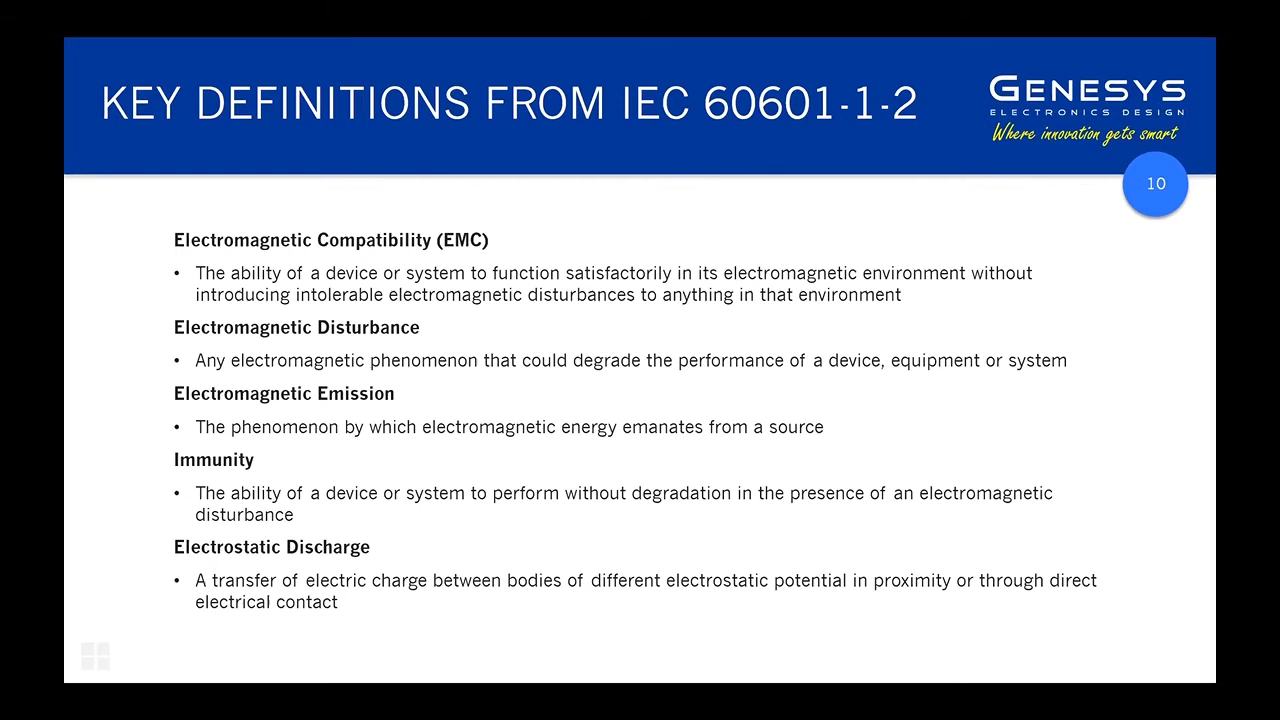 KEY DEFINITIONS FROM IEC 60601-1-2
GENESYS
ELECTRONICS DESIGN
Where innovation gets smart
10
Electromagnetic Compatibility (EMC)
• The ability of a device or system to function satisfactorily in its electromagnetic environment without
introducing intolerable electromagnetic disturbances to anything in that environment
Electromagnetic Disturbance
• Any electromagnetic phenomenon that could degrade the performance of a device, equipment or system
Electromagnetic Emission
• The phenomenon by which electromagnetic energy emanates from a source
Immunity
• The ability of a device or system to perform without degradation in the presence of an electromagnetic
disturbance
Electrostatic Discharge
• A transfer of electric charge between bodies of different electrostatic potential in proximity or through direct
electrical contact